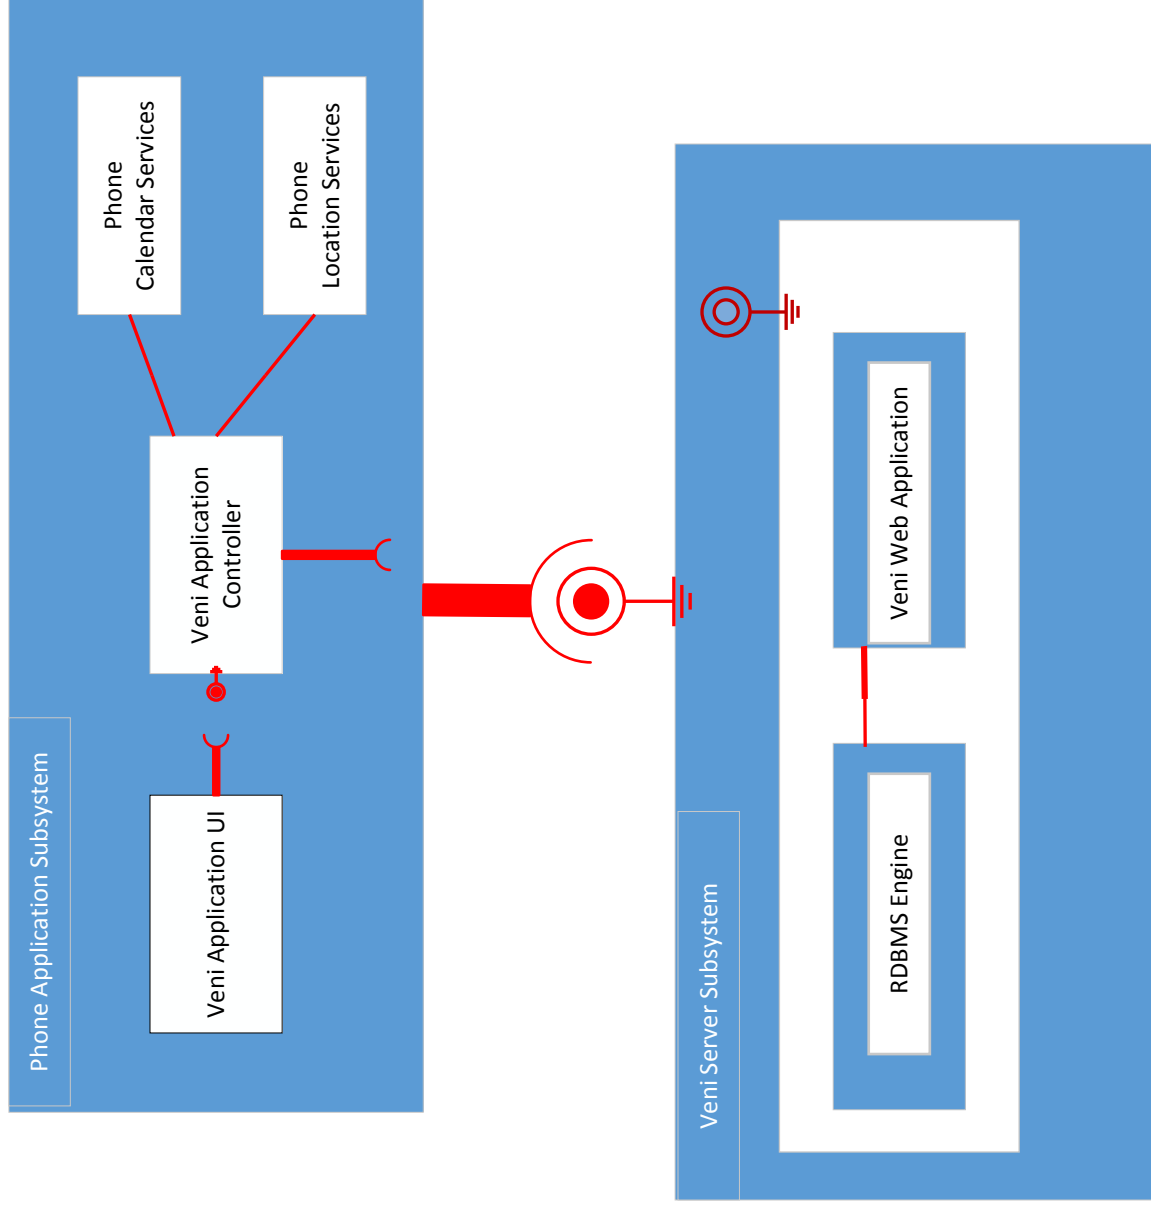 Phone Application Subsystem
Veni Application UI
Veni Application
Controller
Phone
Calendar Services
Phone
Location Services
Veni Server Subsystem
RDBMS Engine
Veni Web Application